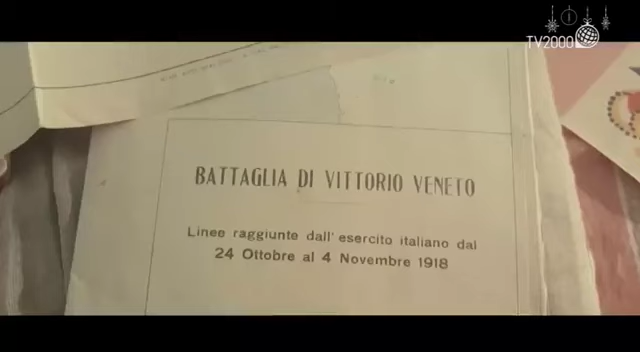 TV2000
BATTAGLIA DI VITTORIO VENETO
Linee raggiunte dall'esercito italiano dal
24 Ottobre al 4 Novembre 1918